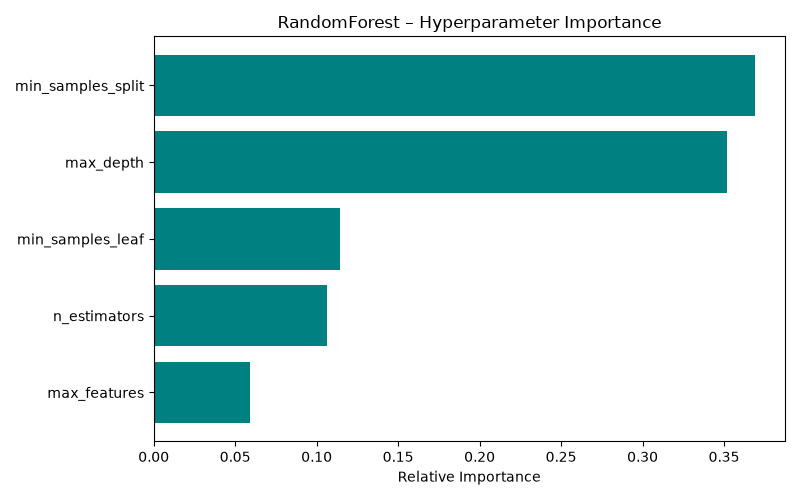 RandomForest – Hyperparameter Importance
min_samples_split
max_depth
min_samples_leaf
n_estimators
max_features
0.00 0.05 0.10 0.15 0.20 0.25 0.30 0.35
Relative Importance